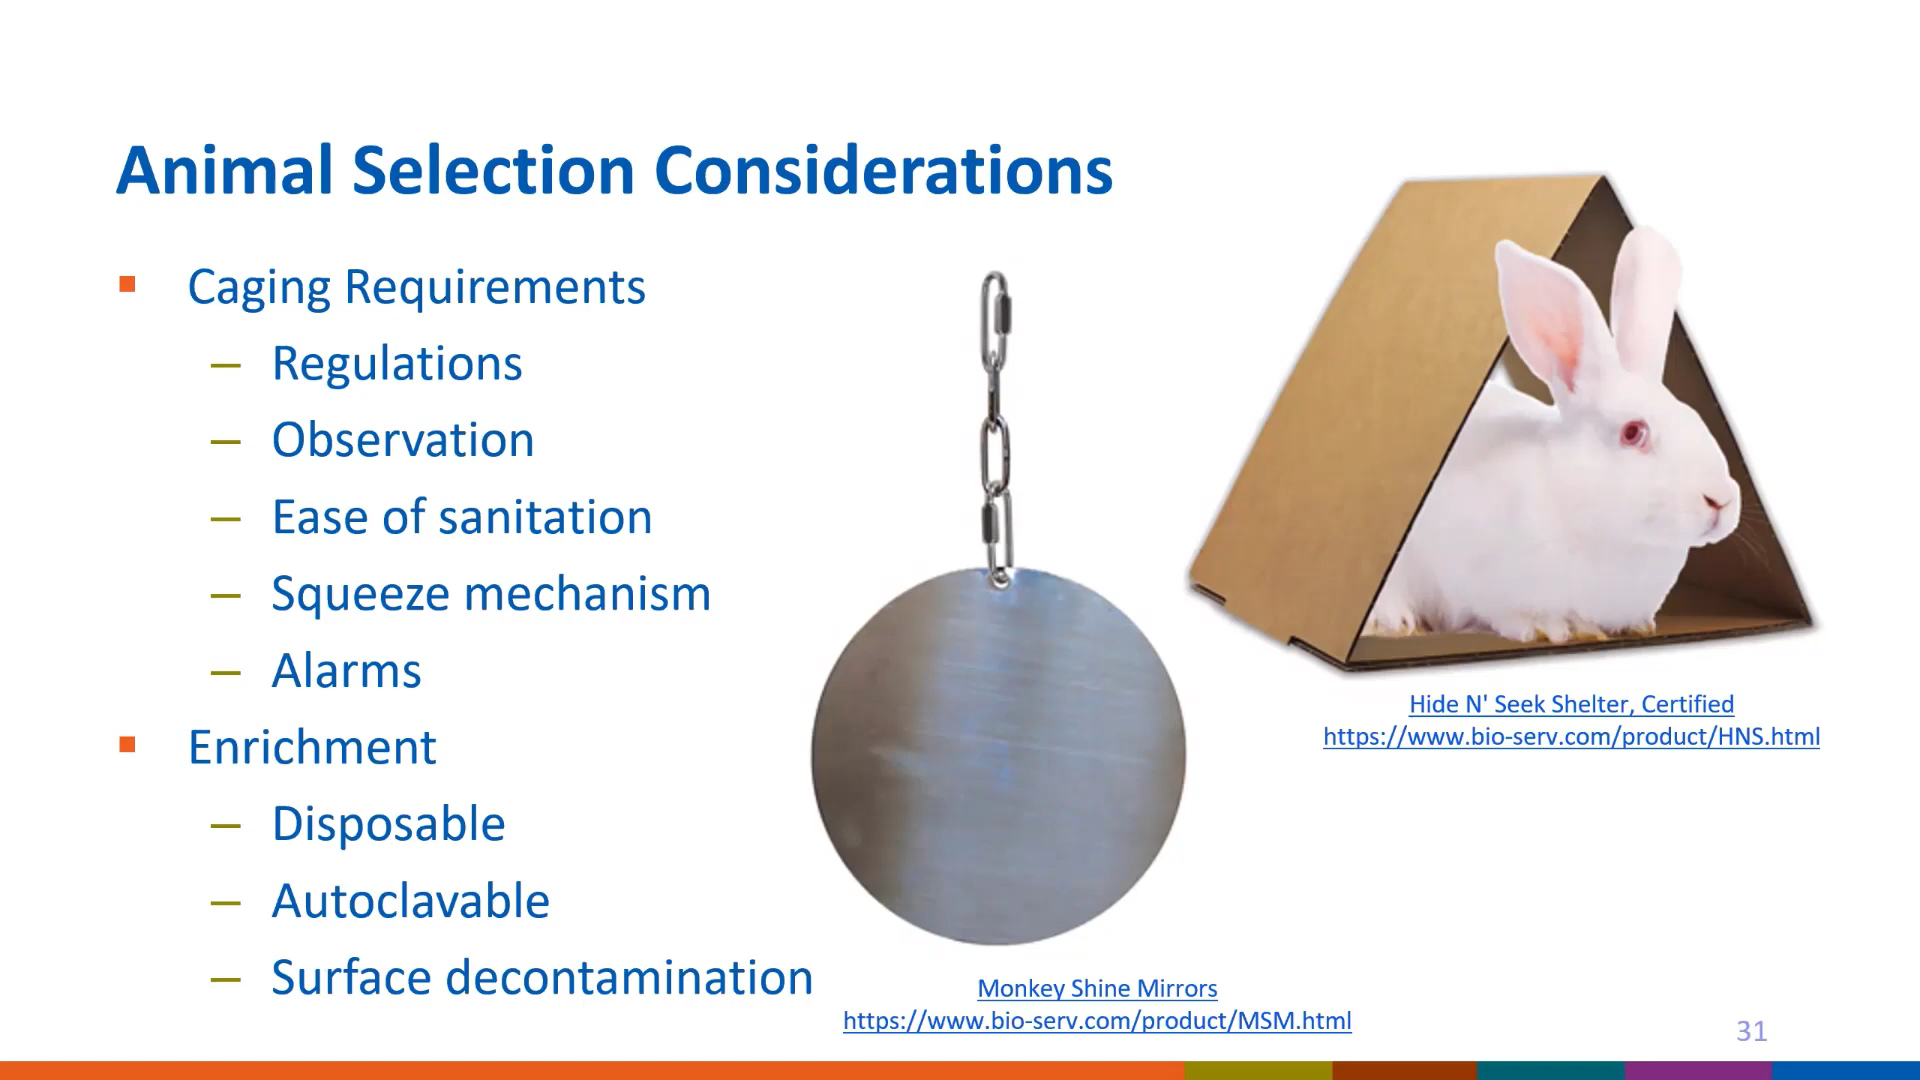 Animal Selection Considerations
Caging Requirements
– Regulations
– Observation
– Ease of sanitation
– Squeeze mechanism
– Alarms
Enrichment
– Disposable
– Autoclavable
– Surface decontamination
Hide N' Seek Shelter, Certified
https://www.bio-serv.com/product/HNS.html
Monkey Shine Mirrors
https://www.bio-serv.com/product/MSM.html
31